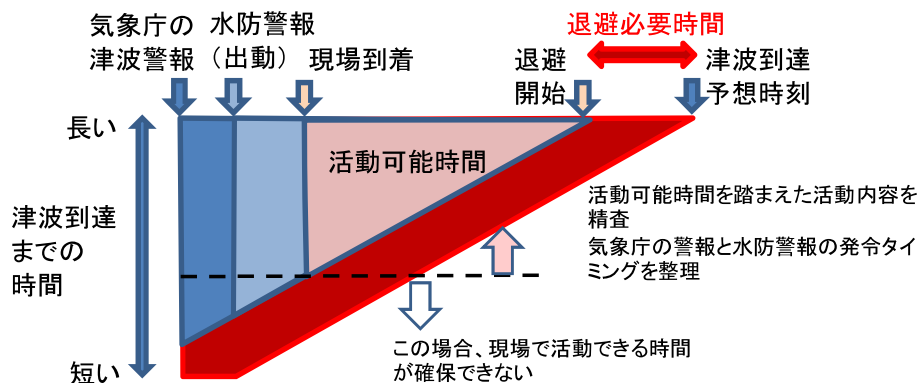 気象庁の
津波警報
水防警報
（出動）
現場到着
退避必要時間
退避
開始
津波到達
予想時刻
長い
活動可能時間
津波到達
までの
時間
活動可能時間を踏まえた活動内容を
精査
気象庁の警報と水防警報の発令タイ
ミングを整理
この場合、現場で活動できる時間
が確保できない
短い